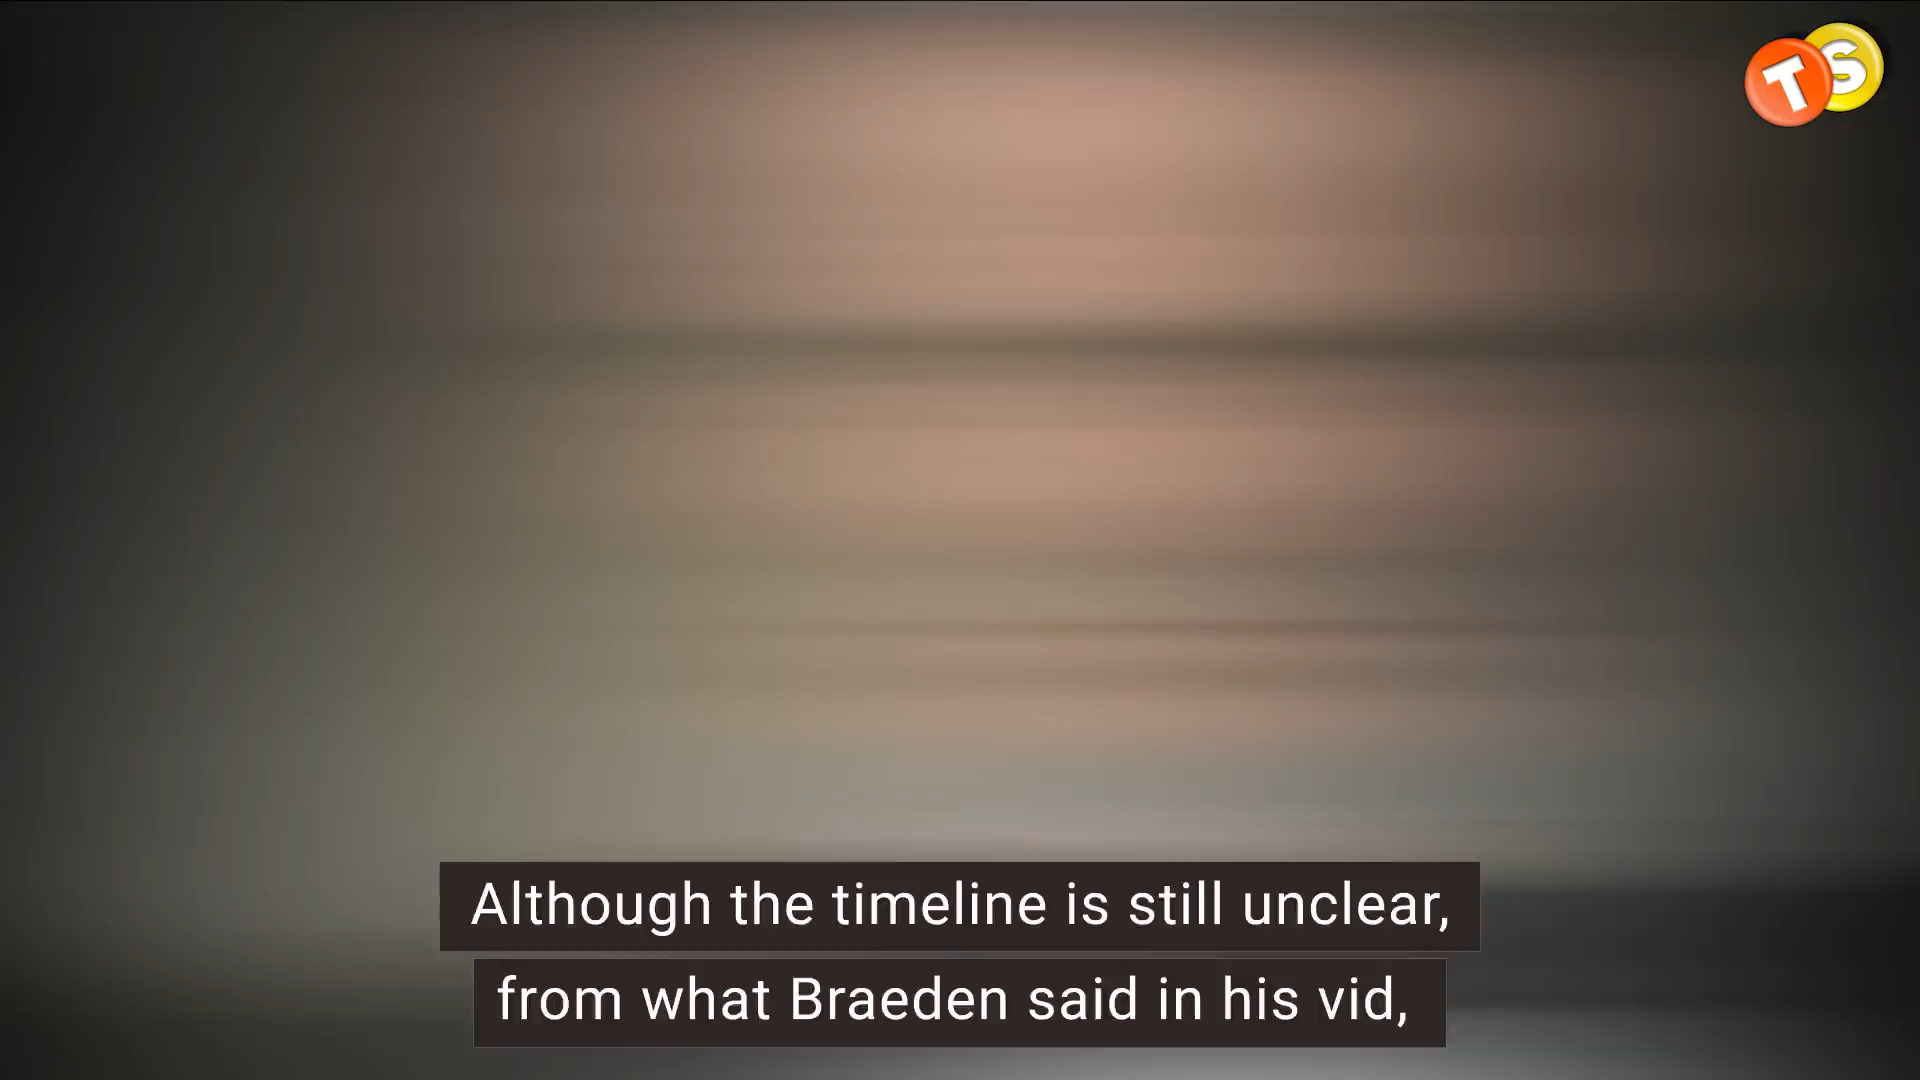 TS
Although the timeline is still unclear,
from what Braeden said in his vid,